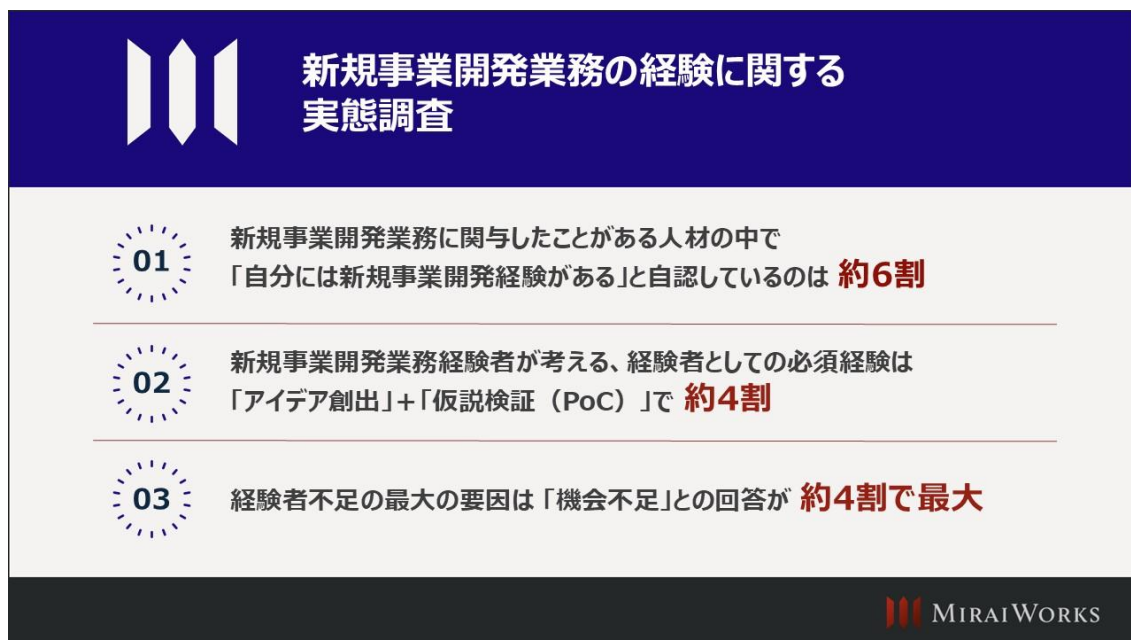 新規事業開発業務の経験に関する
実態調査
01
新規事業開発業務に関与したことがある人材の中で
「自分には新規事業開発経験がある」と自認しているのは 約6割
02
新規事業開発業務経験者が考える、経験者としての必須経験は
「アイデア創出」+「仮説検証（PoC）」で 約4割
03
経験者不足の最大の要因は「機会不足」との回答が 約4割で最大
MIRAIWORKS